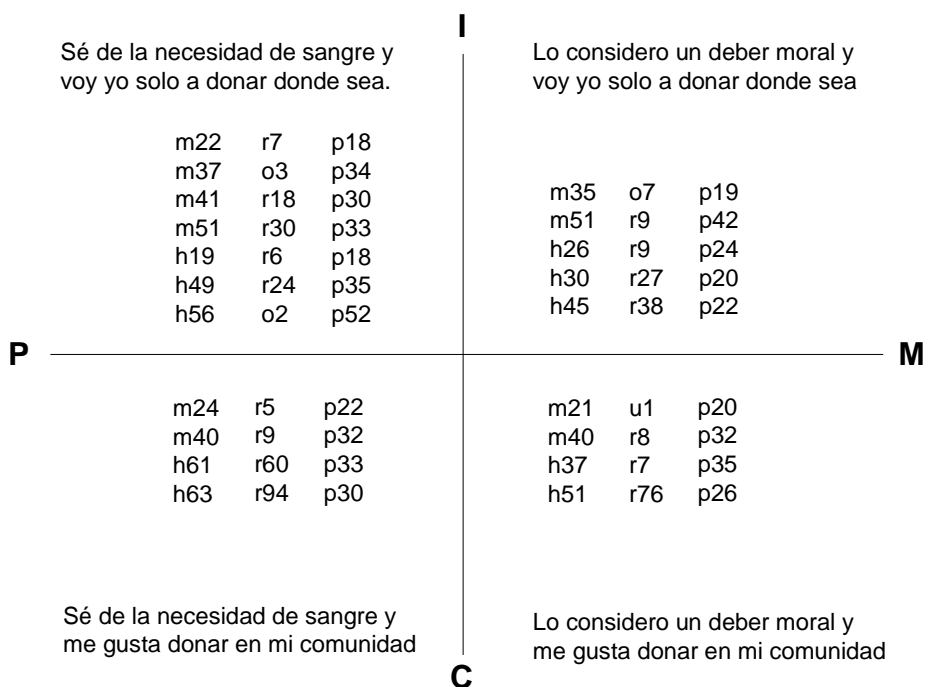 I
Sé de la necesidad de sangre y
voy yo solo a donar donde sea.
Lo considero un deber moral y
voy yo solo a donar donde sea
m22 r7 p18
m37 o3 p34
m41 r18 p30
m51 r30 p33
h19 r6 p18
h49 r24 p35
h56 o2 p52
m35 o7 p19
m51 r9 p42
h26 r9 p24
h30 r27 p20
h45 r38 p22
P
M
m24 r5 p22
m40 r9 p32
h61 r60 p33
h63 r94 p30
m21 u1 p20
m40 r8 p32
h37 r7 p35
h51 r76 p26
Sé de la necesidad de sangre y
me gusta donar en mi comunidad
Lo considero un deber moral y
me gusta donar en mi comunidad
C